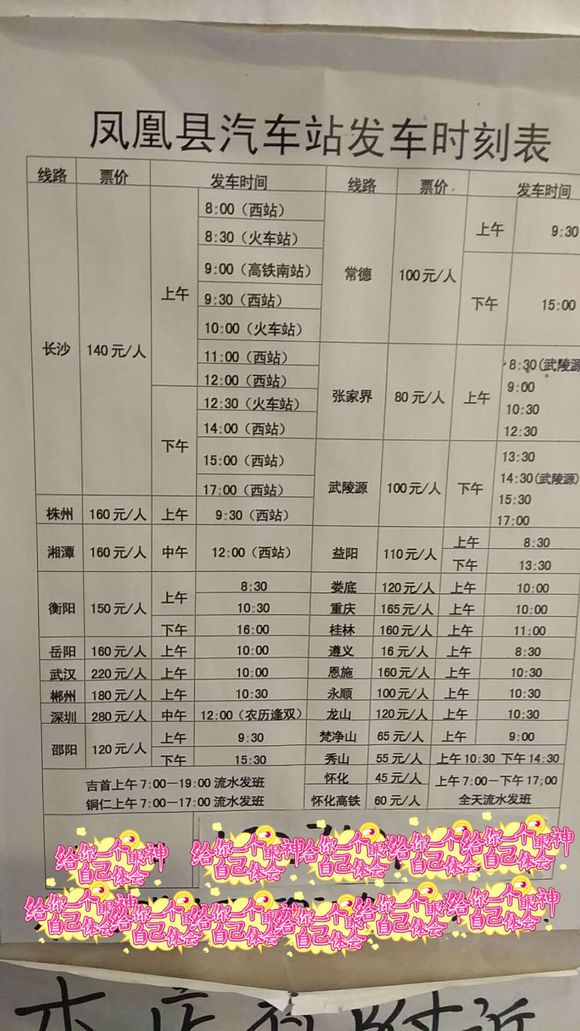 凤凰县汽车站发车时刻表
线路 票价 发车时间 线路 票价 发车时间
长沙 140元/人 上午 8:00（西站）
8:30（火车站）
9:00（高铁南站）
9:30（西站）
10:00（火车站）
11:00（西站）
12:00（西站）
下午 12:30（火车站）
14:00（西站）
15:00（西站）
17:00（西站）
株州 160元/人 上午 9:30（西站）
湘潭 160元/人 中午 12:00（西站）
衡阳 150元/人 上午 8:30
10:30
下午 16:00
岳阳 160元/人 上午 10:00
武汉 220元/人 上午 10:00
郴州 180元/人 上午 10:30
深圳 280元/人 中午 12:00（农历逢双）
邵阳 120元/人 上午 9:30
下午 15:30
吉首上午7:00—19:00流水发班
铜仁上午7:00—17:00流水发班
常德 100元/人 上午 9:30
下午 15:00
张家界 80元/人 上午 8:30(武陵源
9:00
10:30
12:30
武陵源 100元/人 下午 13:30
14:30(武陵源)
15:30
17:00
益阳 110元/人 上午 8:30
下午 13:30
娄底 120元/人 上午 10:00
重庆 165元/人 上午 10:00
桂林 160元/人 上午 11:00
遵义 16元/人 上午 8:30
恩施 160元/人 上午 10:30
永顺 100元/人 上午 10:30
龙山 120元/人 上午 10:30
梵净山 65元/人 上午 9:00
秀山 55元/人 上午10:30 下午14:30
怀化 45元/人 上午7:00—下午17:00
怀化高铁 60元/人 全天流水发班
给你一个眼神自己体会
给你一个眼神自己体会
给你一个眼神自己体会
给你一个眼神自己体会
给你一个眼神自己体会
给你一个眼神自己体会
给你一个眼神自己体会
给你一个眼神自己体会
给你一个眼神自己体会
给你一个眼神自己体会
给你一个眼神自己体会